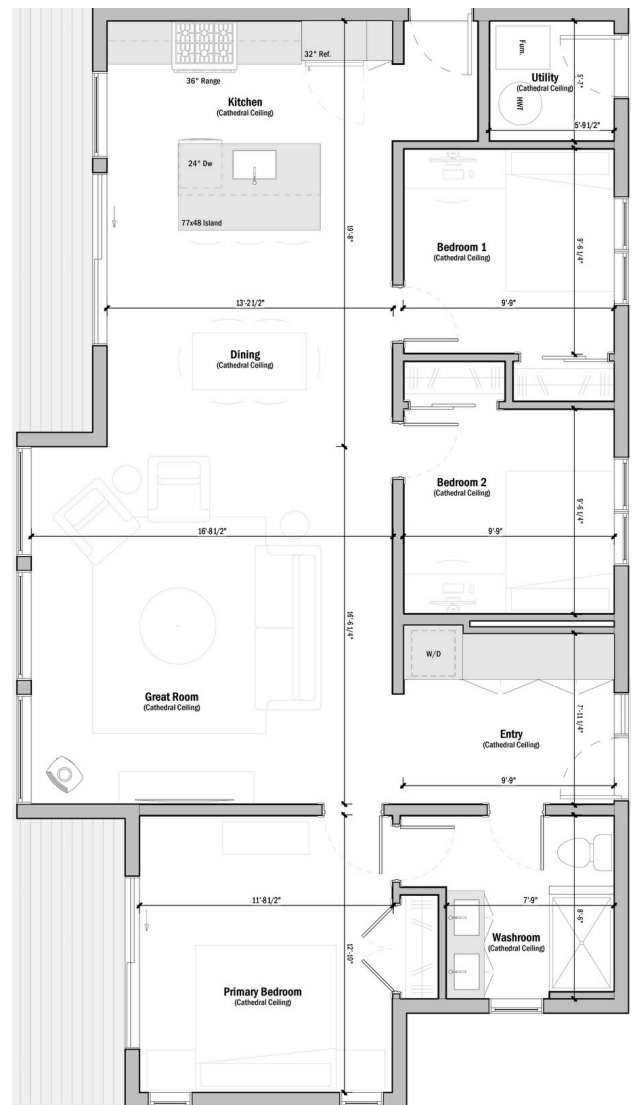 32" Ref.
36" Range
Kitchen
(Cathedral Ceiling)
24" Dw
77x48 Island
Furn.
HWT
Utility
(Cathedral Ceiling)
5'-7"
5'-9 1/2"
Bedroom 1
(Cathedral Ceiling)
9'-6 1/4"
19'-8"
13'-2 1/2"
9'-9"
Dining
(Cathedral Ceiling)
Bedroom 2
(Cathedral Ceiling)
9'-6 1/4"
16'-8 1/2"
9'-9"
16'-6 1/4"
W/D
Great Room
(Cathedral Ceiling)
7'-11 1/4"
Entry
(Cathedral Ceiling)
9'-9"
11'-8 1/2"
7'-9"
8'-6"
12'-10"
Washroom
(Cathedral Ceiling)
Primary Bedroom
(Cathedral Ceiling)